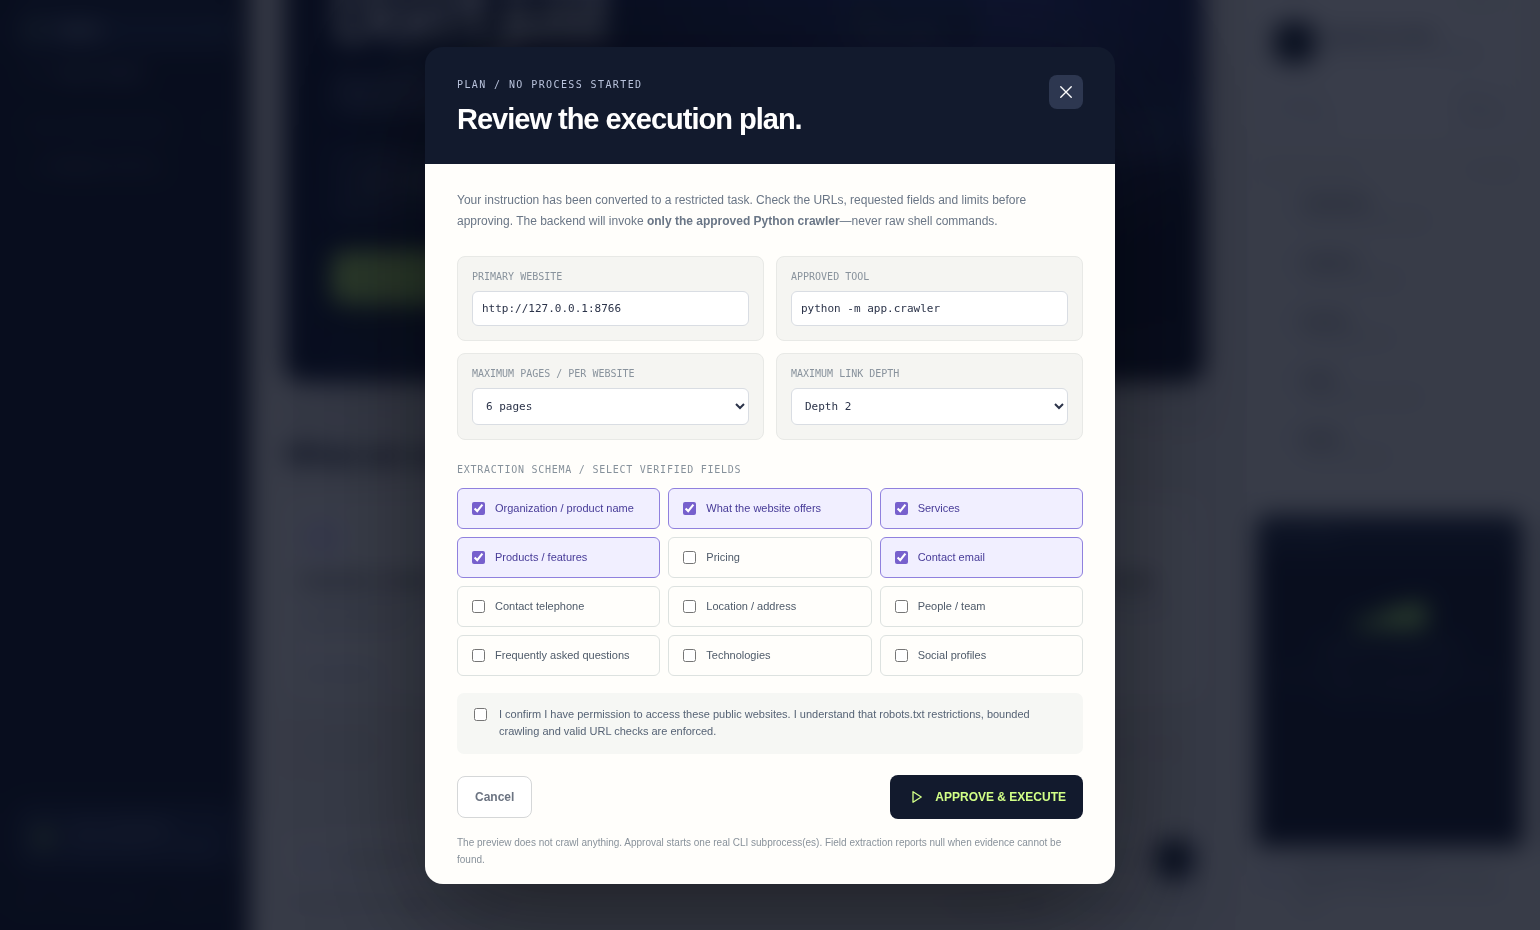 PLAN / NO PROCESS STARTED
Review the execution plan.
Your instruction has been converted to a restricted task. Check the URLs, requested fields and limits before
approving. The backend will invoke only the approved Python crawler—never raw shell commands.
PRIMARY WEBSITE
http://127.0.0.1:8766
APPROVED TOOL
python -m app.crawler
MAXIMUM PAGES / PER WEBSITE
6 pages
MAXIMUM LINK DEPTH
Depth 2
EXTRACTION SCHEMA / SELECT VERIFIED FIELDS
Organization / product name
What the website offers
Services
Products / features
Pricing
Contact email
Contact telephone
Location / address
People / team
Frequently asked questions
Technologies
Social profiles
I confirm I have permission to access these public websites. I understand that robots.txt restrictions, bounded
crawling and valid URL checks are enforced.
Cancel
APPROVE & EXECUTE
The preview does not crawl anything. Approval starts one real CLI subprocess(es). Field extraction reports null when evidence cannot be
found.